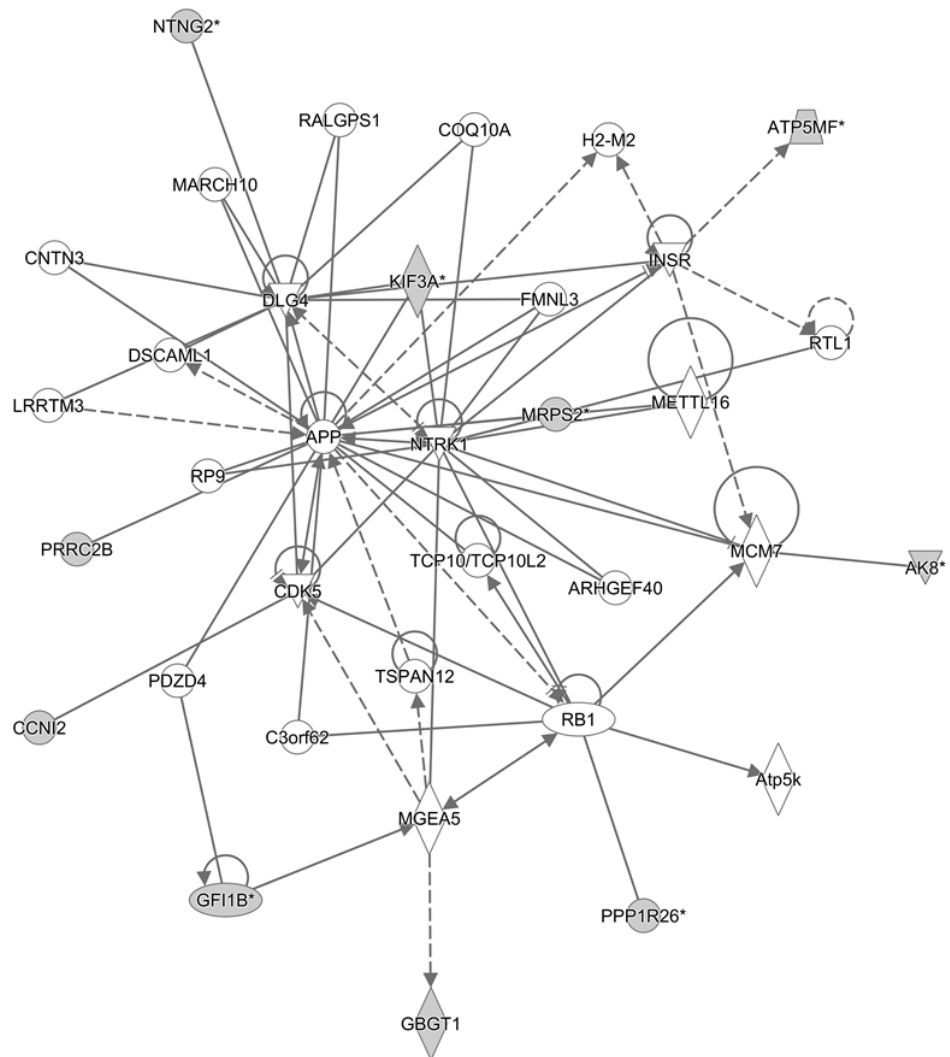 NTNG2*
RALGPS1
COQ10A
ATP5MF*
H2-M2
MARCH10
CNTN3
INSR
KIF3A*
DLG4
FMNL3
RTL1
DSCAML1
METTL16
LRRTM3
MRPS2*
APP
NTRK1
RP9
PRRC2B
MCM7
TCP10/TCP10L2
AK8*
ARHGEF40
CDK5
PDZD4
TSPAN12
CCNI2
RB1
C3orf62
Atp5k
MGEA5
GFI1B*
PPP1R26*
GBGT1